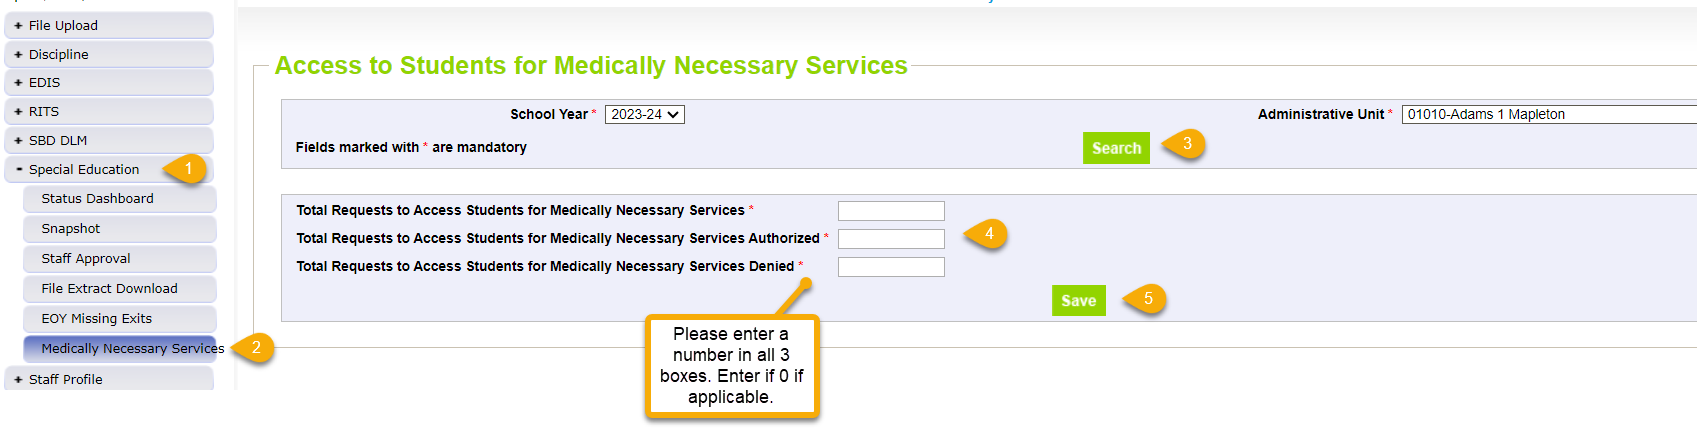 + File Upload
+ Discipline
+ EDIS
+ RITS
+ SBD DLM
- Special Education
1
Status Dashboard
Snapshot
Staff Approval
File Extract Download
EOY Missing Exits
Medically Necessary Services
2
+ Staff Profile
Access to Students for Medically Necessary Services
School Year * 2023-24
Administrative Unit * 01010-Adams 1 Mapleton
Fields marked with * are mandatory
Search
3
Total Requests to Access Students for Medically Necessary Services *
Total Requests to Access Students for Medically Necessary Services Authorized *
4
Total Requests to Access Students for Medically Necessary Services Denied *
Save
5
Please enter a
number in all 3
boxes. Enter if 0 if
applicable.